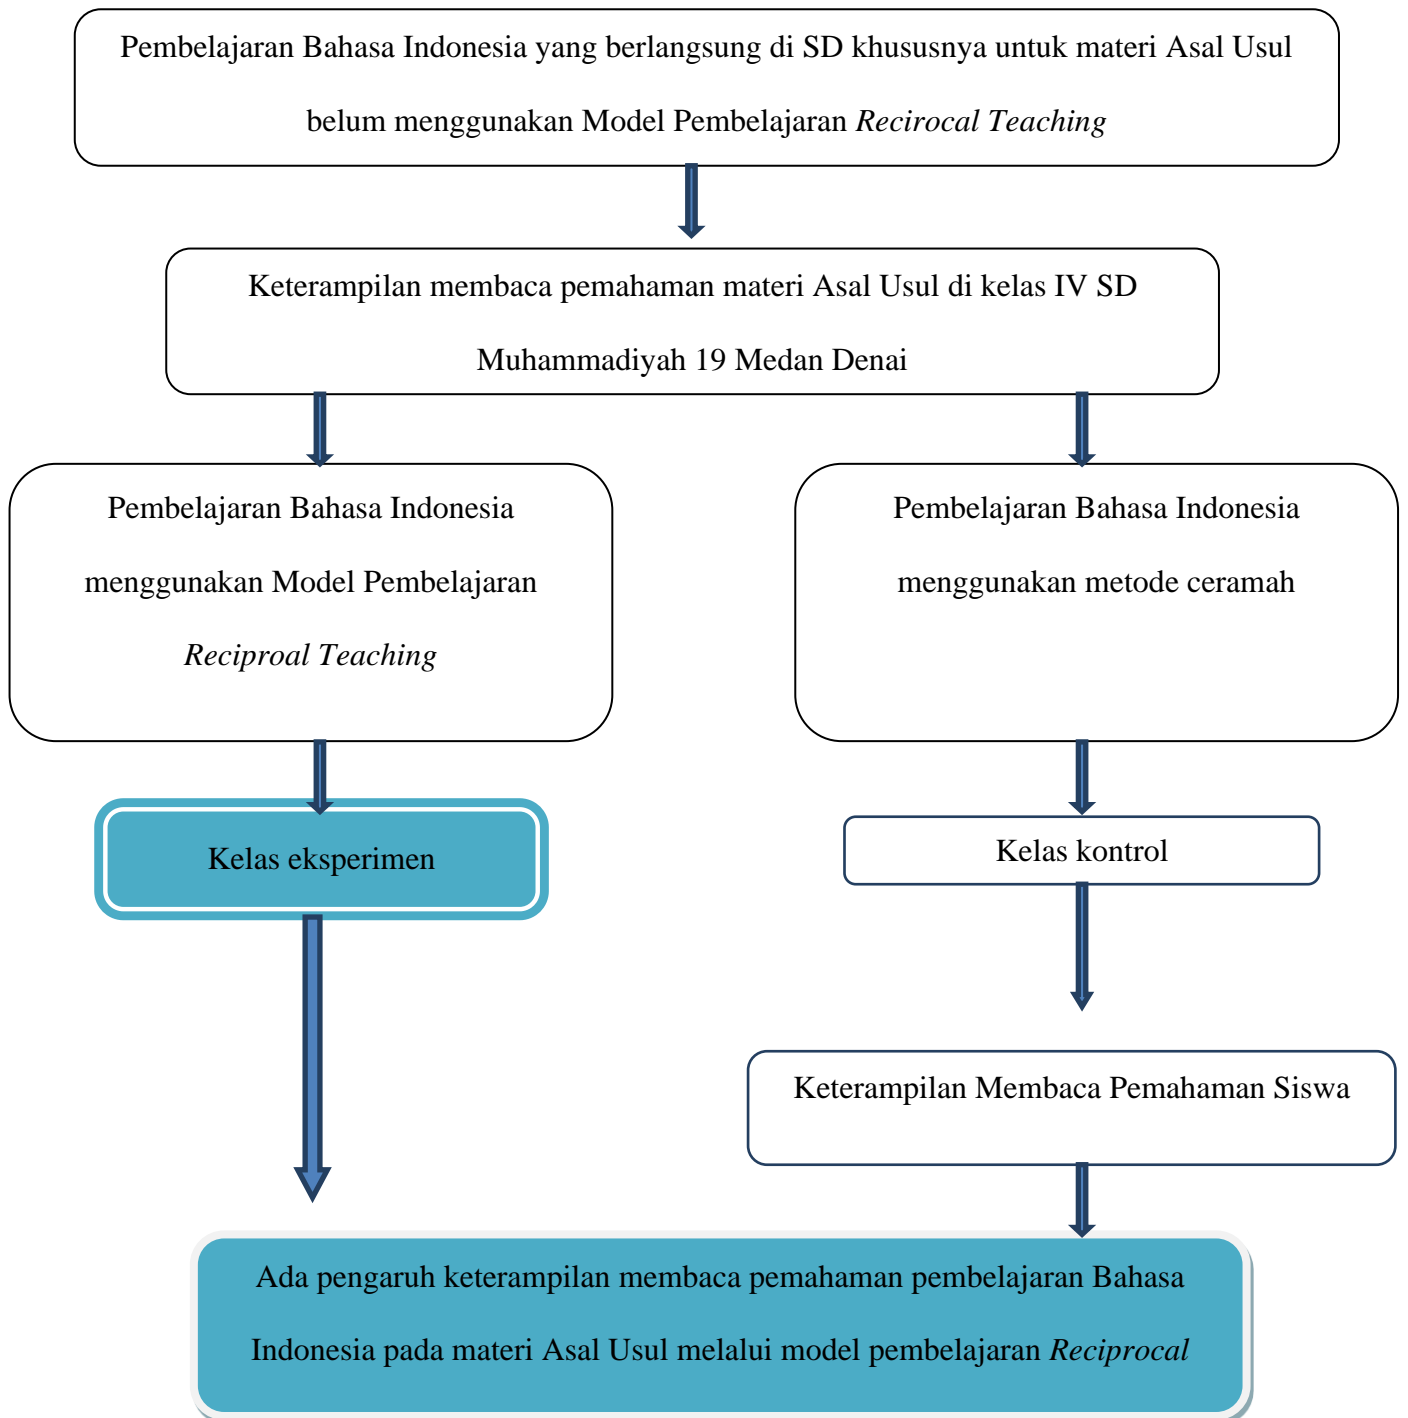 Pembelajaran Bahasa Indonesia yang berlangsung di SD khususnya untuk materi Asal Usul
belum menggunakan Model Pembelajaran Recirocal Teaching
Keterampilan membaca pemahaman materi Asal Usul di kelas IV SD
Muhammadiyah 19 Medan Denai
Pembelajaran Bahasa Indonesia
menggunakan Model Pembelajaran
Reciproal Teaching
Pembelajaran Bahasa Indonesia
menggunakan metode ceramah
Kelas eksperimen
Kelas kontrol
Keterampilan Membaca Pemahaman Siswa
Ada pengaruh keterampilan membaca pemahaman pembelajaran Bahasa
Indonesia pada materi Asal Usul melalui model pembelajaran Reciprocal